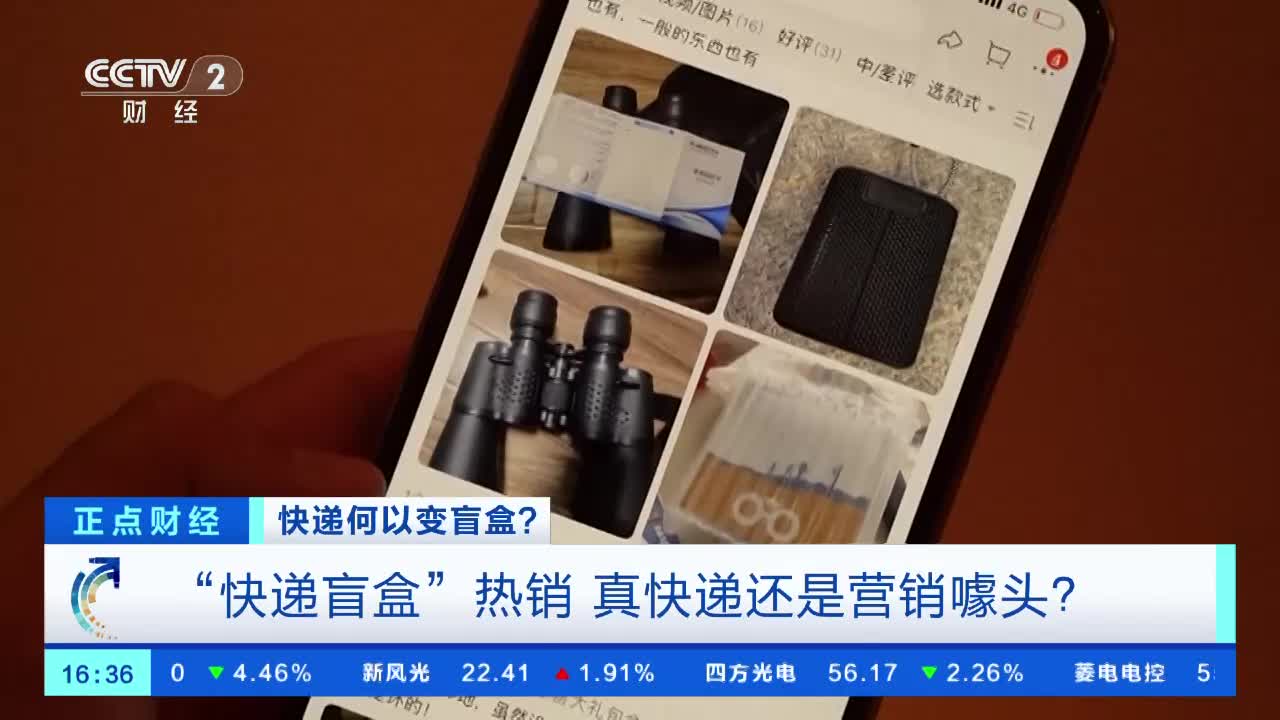 CCTV 2
财 经
4G
视频/图片(16) 好评(31) 中/差评 选款式
4
也有，一般的东西也有
正点财经 快递何以变盲盒?
“快递盲盒”热销 真快递还是营销噱头?
16:36 0 ▼4.46% 新风光 22.41 ▲1.91% 四方光电 56.17 ▼2.26% 菱电电控